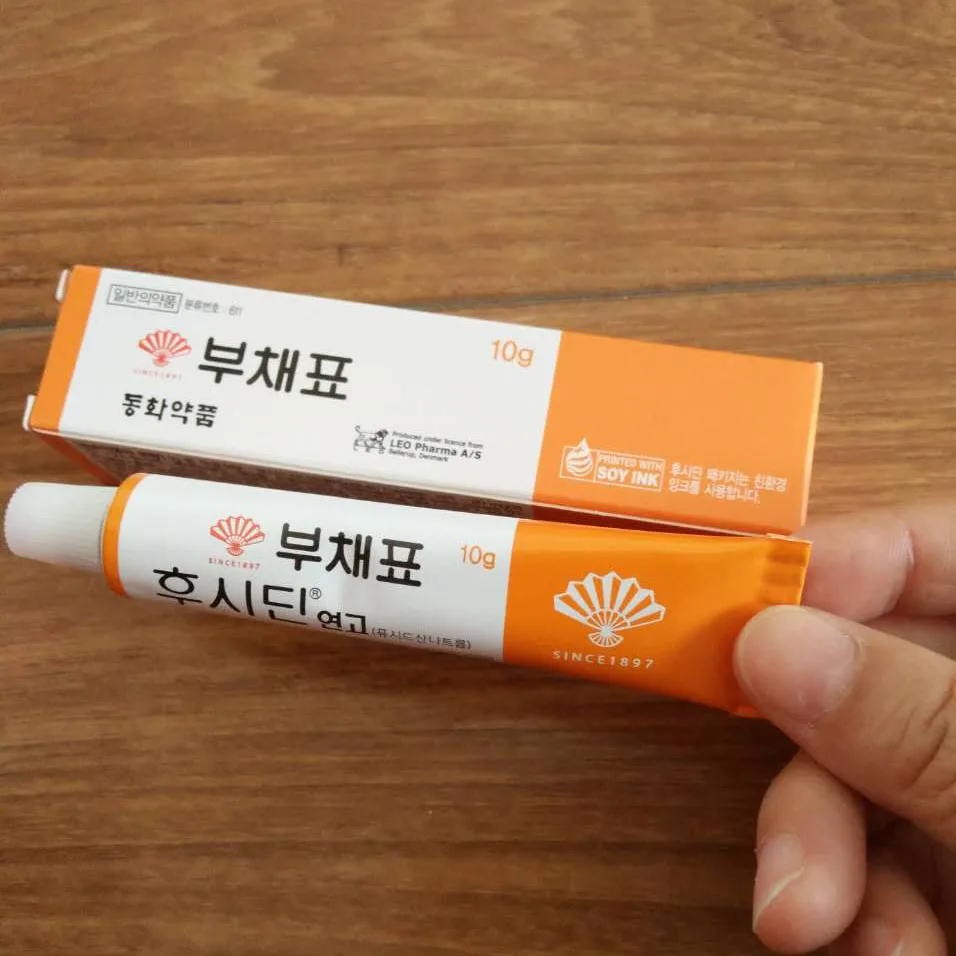 일반의약품 분류번호 : 611
부채표
SINCE1897
동화약품
10g
Produced under licence from
LEO Pharma A/S
Ballerup, Denmark
PRINTED WITH
SOY INK
후시딘 패키지는 친환경
잉크를 사용합니다.
부채표
SINCE1897
10g
후시딘® 연고 (퓨시드산나트륨)
SINCE1897